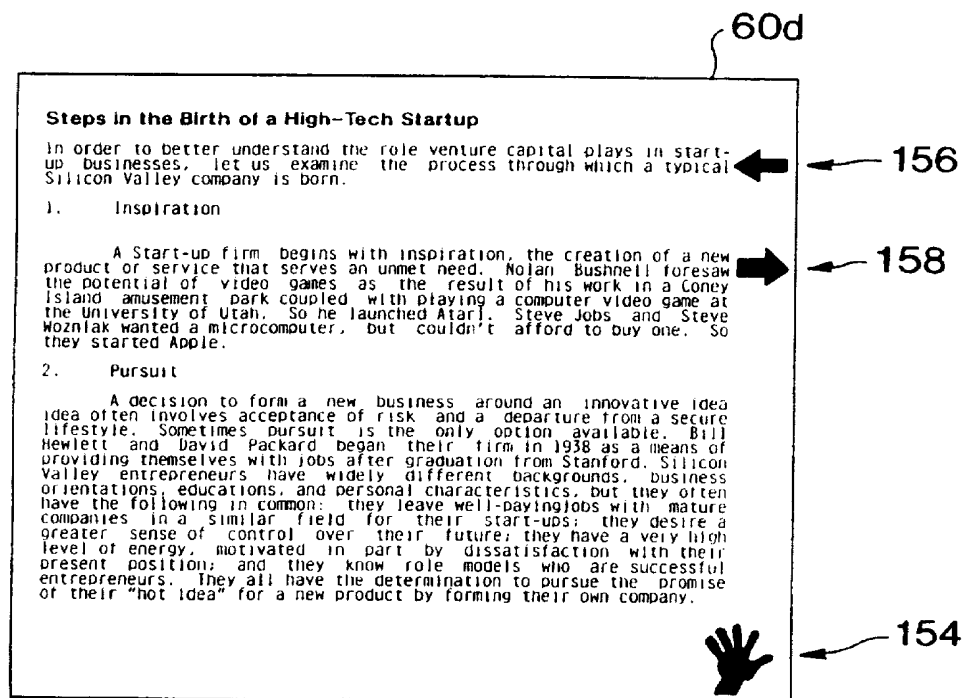 60d
Steps in the Birth of a High-Tech Startup
In order to better understand the role venture capital plays in start-
up businesses, let us examine the process through which a typical
Silicon Valley company is born.
156
1. Inspiration
A Start-up firm begins with inspiration, the creation of a new
product or service that serves an unmet need. Nolan Bushnell foresaw
the potential of video games as the result of his work in a Coney
Island amusement park coupled with playing a computer video game at
the University of Utah. So he launched Atari. Steve Jobs and Steve
Wozniak wanted a microcomputer, but couldn't afford to buy one. So
they started Apple.
158
2. Pursuit
A decision to form a new business around an innovative idea
idea often involves acceptance of risk and a departure from a secure
lifestyle. Sometimes pursuit is the only option available. Bill
Hewlett and David Packard began their firm in 1938 as a means of
providing themselves with jobs after graduation from Stanford. Silicon
Valley entrepreneurs have widely different backgrounds, business
orientations, educations, and personal characteristics, but they often
have the following in common: they leave well-payingjobs with mature
companies in a similar field for their start-ups; they desire a
greater sense of control over their future; they have a very high
level of energy, motivated in part by dissatisfaction with their
present position; and they know role models who are successful
entrepreneurs. They all have the determination to pursue the promise
of their "hot idea" for a new product by forming their own company.
154